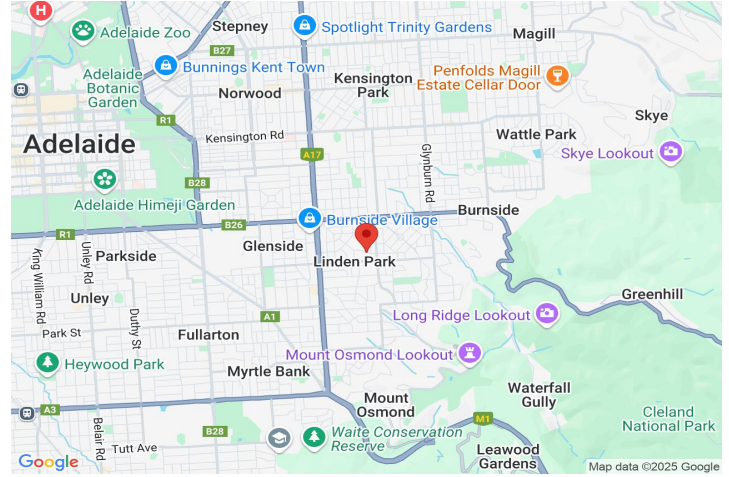 H
Adelaide Zoo
Stepney
Spotlight Trinity Gardens
Magill
B27
Bunnings Kent Town
Adelaide
Botanic
Garden
Kensington
Park
Penfolds Magill
Estate Cellar Door
Norwood
Skye
R1
Kensington Rd
Wattle Park
Adelaide
A17
Glynburn Rd
Skye Lookout
B28
Adelaide Himeji Garden
Burnside
Burnside Village
R1
B26
Glenside
Parkside
Linden Park
King William Rd
Unley Rd
Unley
Duthy St
Greenhill
A1
Long Ridge Lookout
Park St
Fullarton
Heywood Park
Mount Osmond Lookout
Myrtle Bank
Waterfall
Gully
Mount
Osmond
A3
Belair Rd
B28
M1
Cleland
National Park
Tutt Ave
Waite Conservation
Reserve
Leewood
Gardens
Google
Map data ©2025 Google